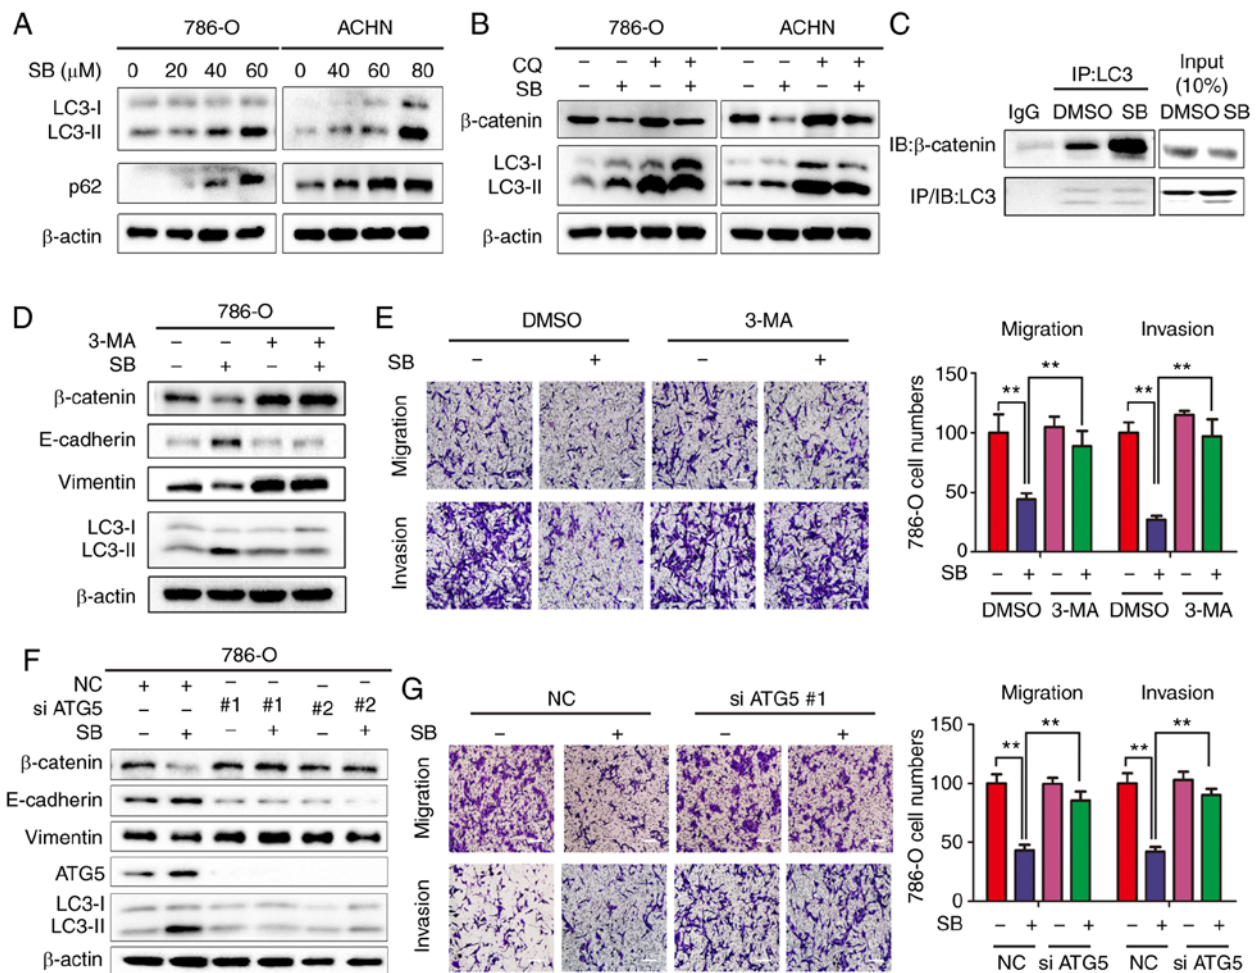 A
786-O
ACHN
SB (μM)
0 20 40 60
0 40 60 80
LC3-I
LC3-II
p62
β-actin
B
786-O
ACHN
CQ
− − + +
− − + +
SB
− + − +
− + − +
β-catenin
LC3-I
LC3-II
β-actin
C
IP:LC3
Input
(10%)
IgG DMSO SB
DMSO SB
IB:β-catenin
IP/IB:LC3
D
786-O
3-MA
− − + +
SB
− + − +
β-catenin
E-cadherin
Vimentin
LC3-I
LC3-II
β-actin
E
DMSO
3-MA
SB
− +
− +
Migration
Invasion
Migration
Invasion
786-O cell numbers
150
100
50
0
** **
** **
SB
− + − +
− + − +
DMSO 3-MA
DMSO 3-MA
F
786-O
NC
+ + − − − −
si ATG5
− − #1 #1 #2 #2
SB
− + − + − +
β-catenin
E-cadherin
Vimentin
ATG5
LC3-I
LC3-II
β-actin
G
NC
si ATG5 #1
SB
− +
− +
Migration
Invasion
Migration
Invasion
786-O cell numbers
150
100
50
0
** **
** **
SB
− + − +
− + − +
NC si ATG5
NC si ATG5